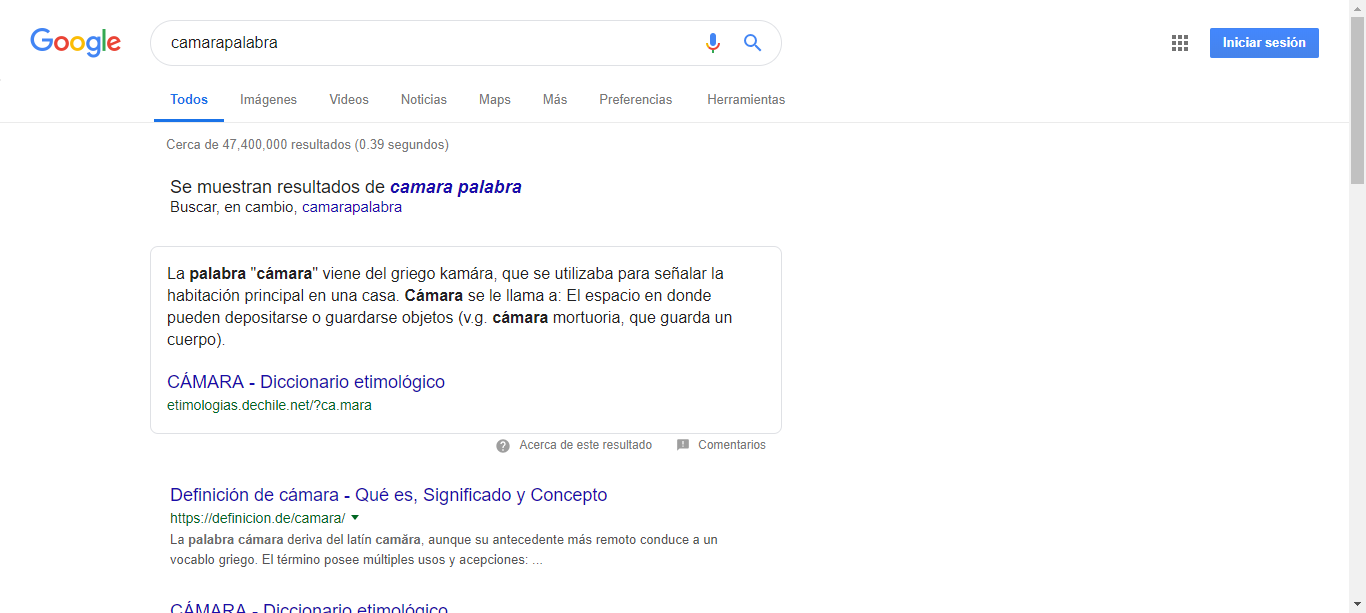 Google
camarapalabra
Iniciar sesión
Todos Imágenes Videos Noticias Maps Más Preferencias Herramientas
Cerca de 47,400,000 resultados (0.39 segundos)
Se muestran resultados de camara palabra
Buscar, en cambio, camarapalabra
La palabra "cámara" viene del griego kamára, que se utilizaba para señalar la
habitación principal en una casa. Cámara se le llama a: El espacio en donde
pueden depositarse o guardarse objetos (v.g. cámara mortuoria, que guarda un
cuerpo).
CÁMARA - Diccionario etimológico
etimologias.dechile.net/?ca.mara
Acerca de este resultado Comentarios
Definición de cámara - Qué es, Significado y Concepto
https://definicion.de/camara/
La palabra cámara deriva del latín camăra, aunque su antecedente más remoto conduce a un
vocablo griego. El término posee múltiples usos y acepciones: ...
CÁMARA - Diccionario etimológico